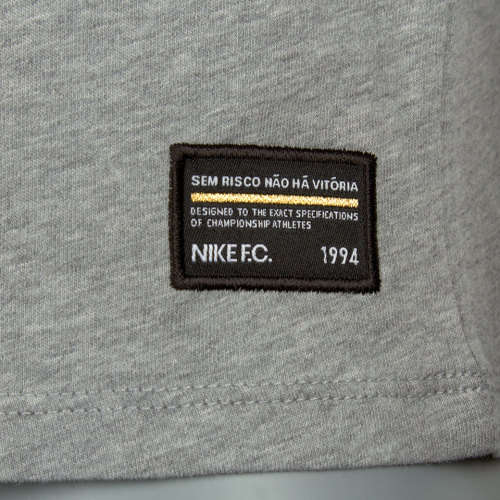 SEM RISCO NÃO HÁ VITÓRIA
DESIGNED TO THE EXACT SPECIFICATIONS
OF CHAMPIONSHIP ATHLETES
NIKE F.C. 1994